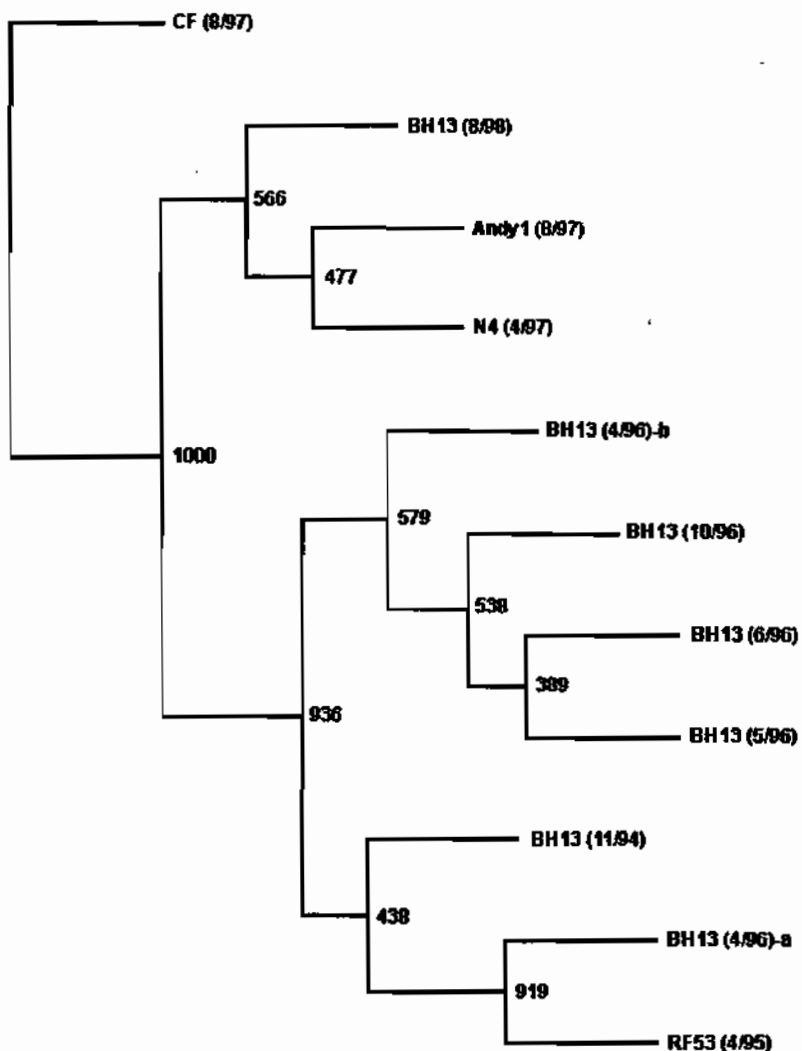 CF (8/97)
BH13 (8/98)
566
Andy1 (8/97)
477
N4 (4/97)
BH13 (4/96)-b
1000
579
BH13 (10/96)
538
BH13 (6/96)
389
936
BH13 (5/96)
BH13 (11/94)
438
BH13 (4/96)-a
919
RF53 (4/95)